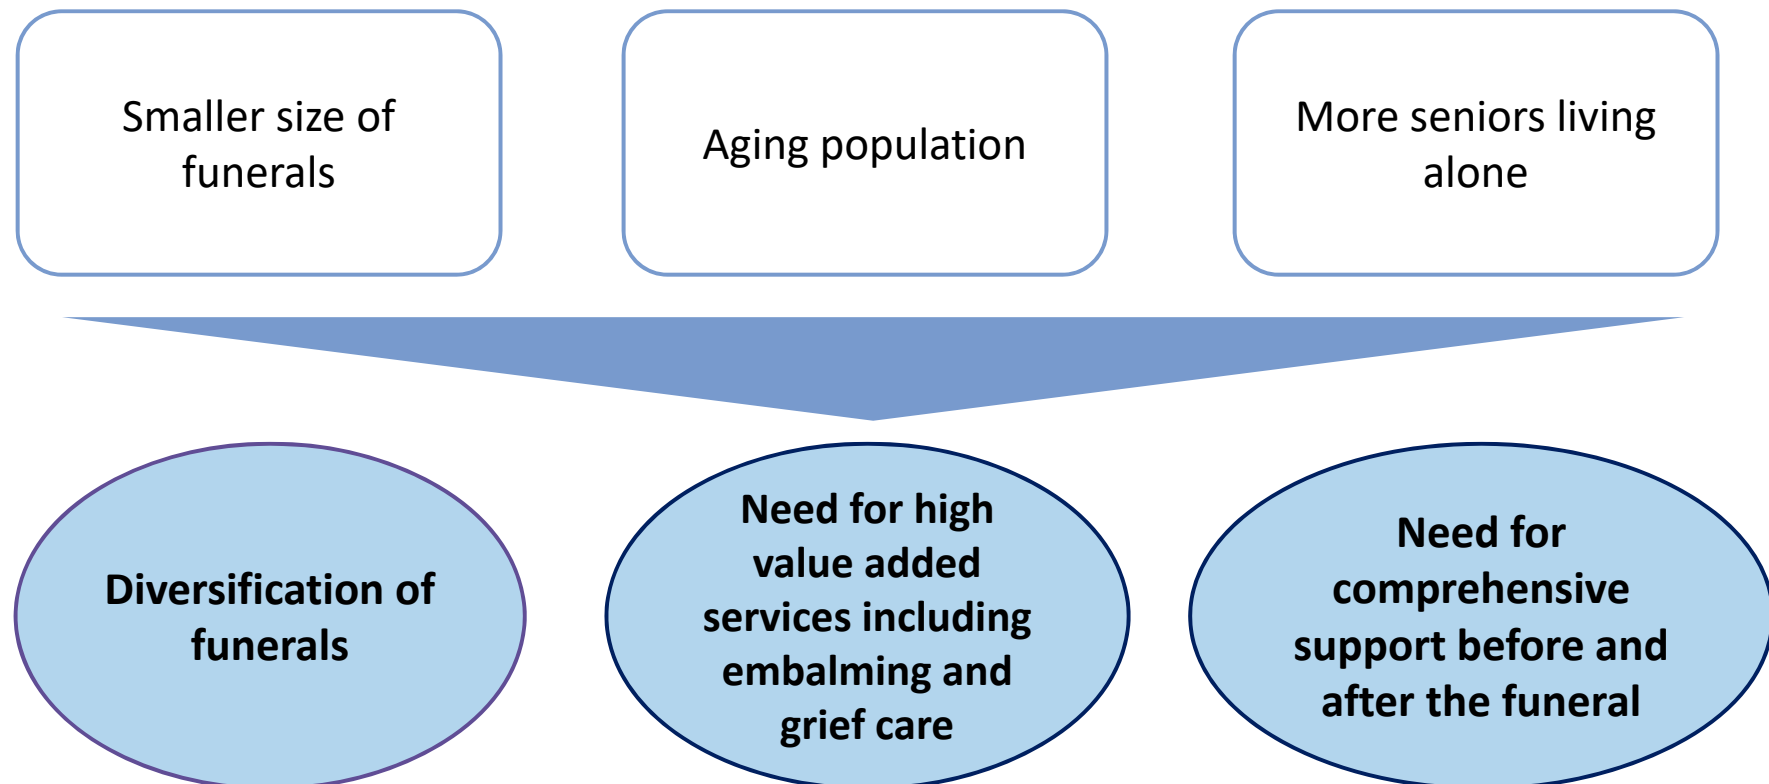 Smaller size of
funerals
Aging population
More seniors living
alone
Diversification of
funerals
Need for high
value added
services including
embalming and
grief care
Need for
comprehensive
support before and
after the funeral